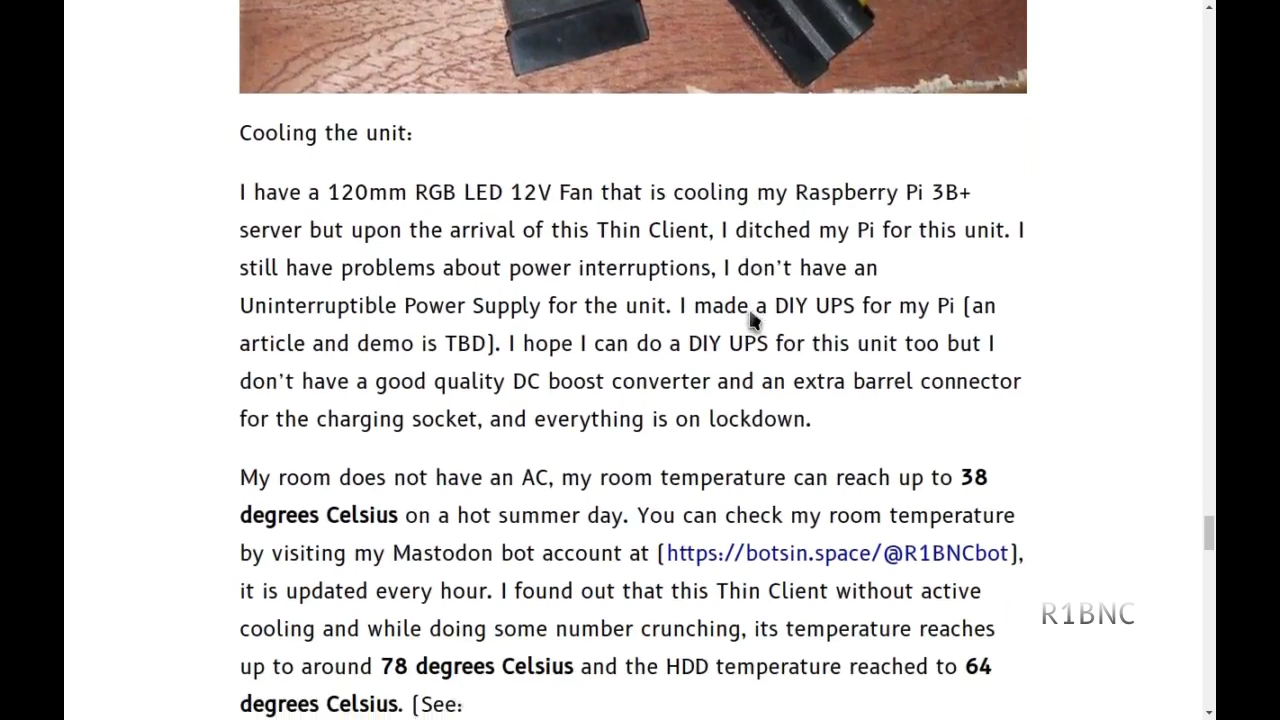 Cooling the unit:
I have a 120mm RGB LED 12V Fan that is cooling my Raspberry Pi 3B+
server but upon the arrival of this Thin Client, I ditched my Pi for this unit. I
still have problems about power interruptions, I don’t have an
Uninterruptible Power Supply for the unit. I made a DIY UPS for my Pi (an
article and demo is TBD). I hope I can do a DIY UPS for this unit too but I
don’t have a good quality DC boost converter and an extra barrel connector
for the charging socket, and everything is on lockdown.
My room does not have an AC, my room temperature can reach up to 38
degrees Celsius on a hot summer day. You can check my room temperature
by visiting my Mastodon bot account at (https://botsin.space/@R1BNCbot),
it is updated every hour. I found out that this Thin Client without active
cooling and while doing some number crunching, its temperature reaches
up to around 78 degrees Celsius and the HDD temperature reached to 64
degrees Celsius. (See:
R1BNC